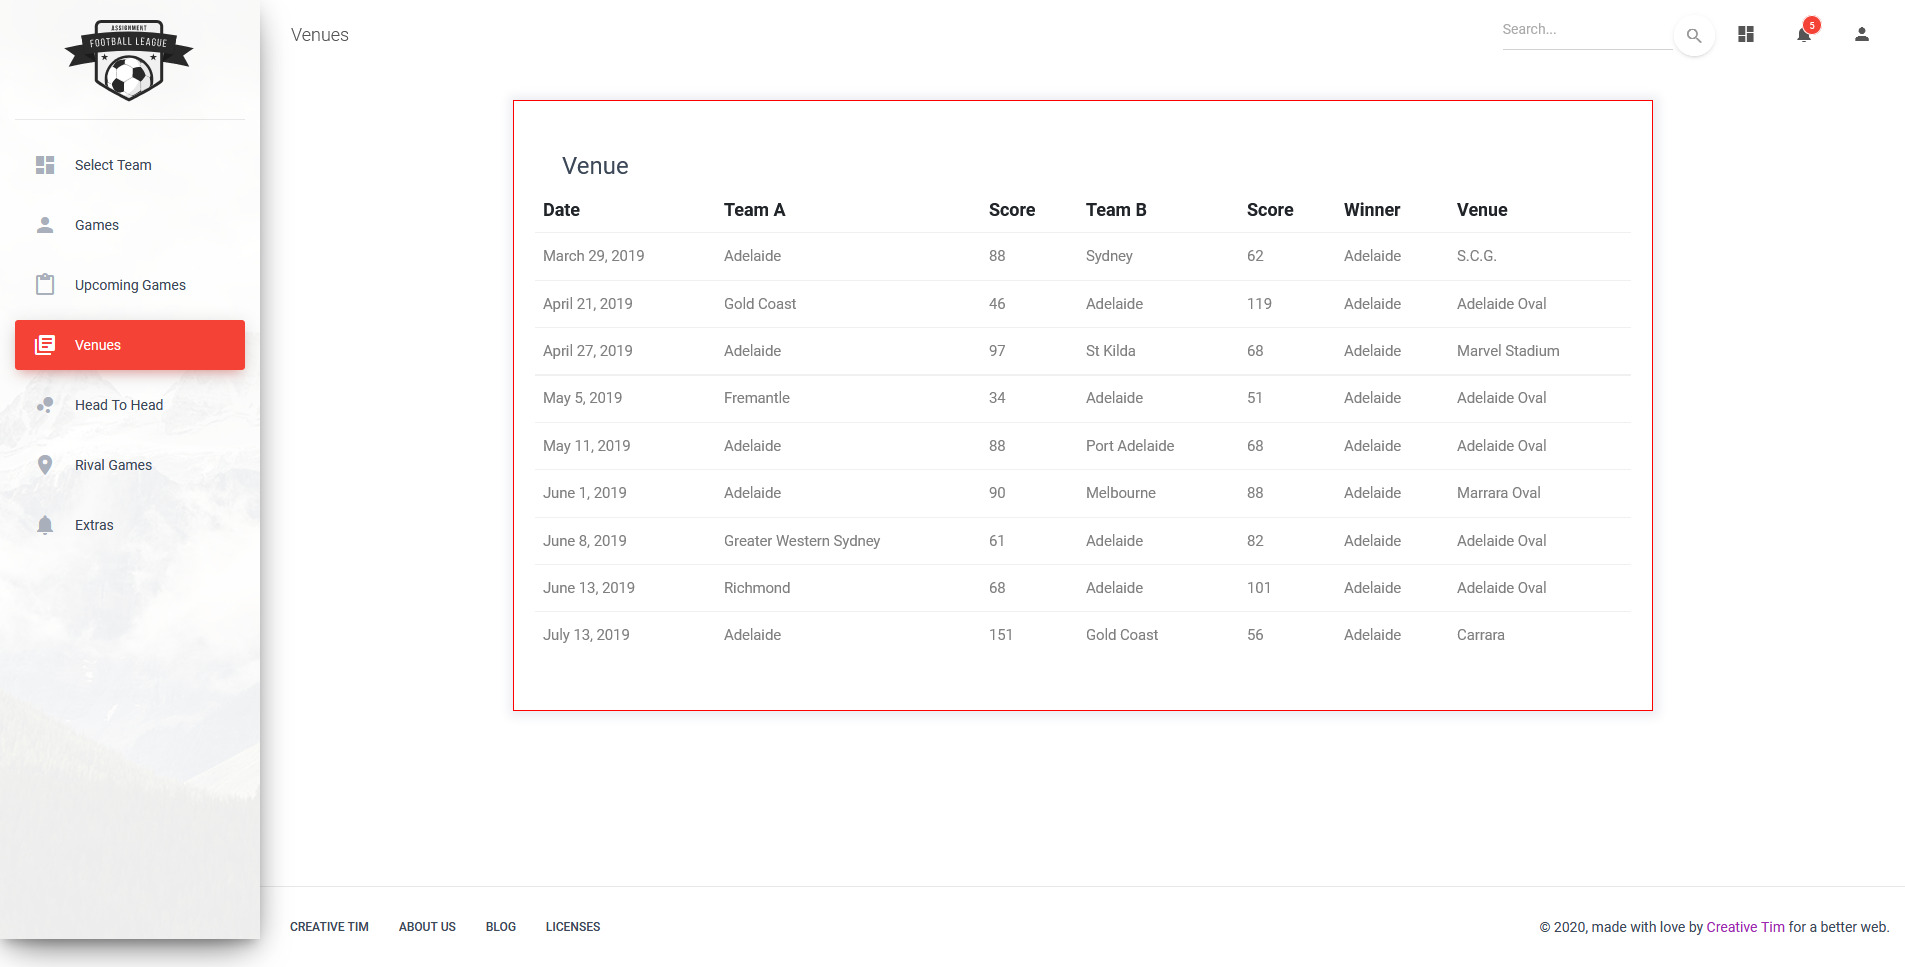 ASSIGNMENT
FOOTBALL LEAGUE
Select Team
Games
Upcoming Games
Venues
Head To Head
Rival Games
Extras
Venues
Search...
5
Venue
Date Team A Score Team B Score Winner Venue
March 29, 2019 Adelaide 88 Sydney 62 Adelaide S.C.G.
April 21, 2019 Gold Coast 46 Adelaide 119 Adelaide Adelaide Oval
April 27, 2019 Adelaide 97 St Kilda 68 Adelaide Marvel Stadium
May 5, 2019 Fremantle 34 Adelaide 51 Adelaide Adelaide Oval
May 11, 2019 Adelaide 88 Port Adelaide 68 Adelaide Adelaide Oval
June 1, 2019 Adelaide 90 Melbourne 88 Adelaide Marrara Oval
June 8, 2019 Greater Western Sydney 61 Adelaide 82 Adelaide Adelaide Oval
June 13, 2019 Richmond 68 Adelaide 101 Adelaide Adelaide Oval
July 13, 2019 Adelaide 151 Gold Coast 56 Adelaide Carrara
CREATIVE TIM ABOUT US BLOG LICENSES
© 2020, made with love by Creative Tim for a better web.